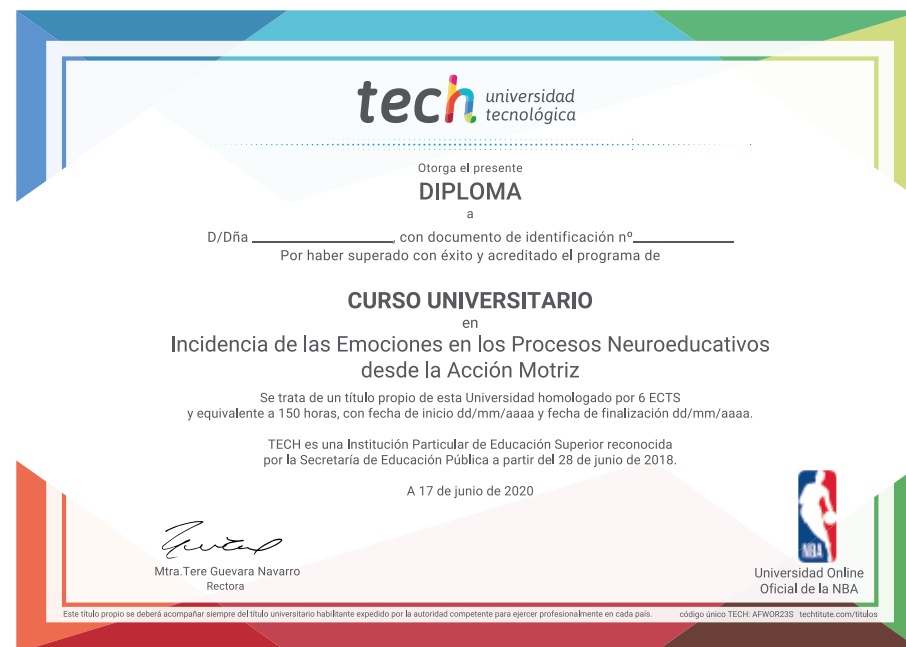 tech universidad
tecnológica
Otorga el presente
DIPLOMA
a
D/Dña ____________________, con documento de identificación nº______________
Por haber superado con éxito y acreditado el programa de
CURSO UNIVERSITARIO
en
Incidencia de las Emociones en los Procesos Neuroeducativos
desde la Acción Motriz
Se trata de un título propio de esta Universidad homologado por 6 ECTS
y equivalente a 150 horas, con fecha de inicio dd/mm/aaaa y fecha de finalización dd/mm/aaaa.
TECH es una Institución Particular de Educación Superior reconocida
por la Secretaría de Educación Pública a partir del 28 de junio de 2018.
A 17 de junio de 2020
Mtra.Tere Guevara Navarro
Rectora
NBA
Universidad Online
Oficial de la NBA
Este título propio se deberá acompañar siempre del título universitario habilitante expedido por la autoridad competente para ejercer profesionalmente en cada país. código único TECH: AFWOR23S techtitute.com/titulos